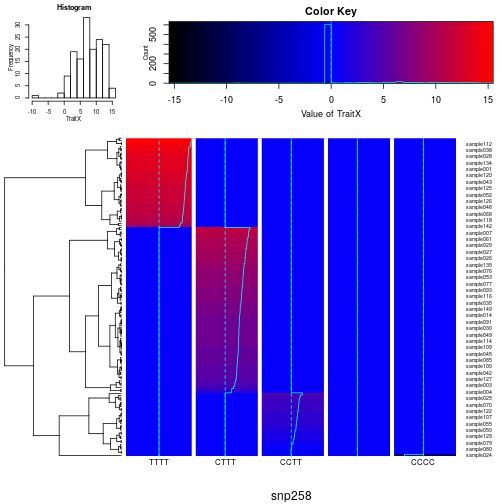 Histogram
Frequency
0 5 10 15 20 25 30
-10 -5 0 5 10 15
TraitX
Color Key
Count
0 200 500
-15 -10 -5 0 5 10 15
Value of TraitX
sample112
sample038
sample028
sample134
sample001
sample120
sample043
sample125
sample052
sample126
sample048
sample068
sample118
sample142
sample007
sample061
sample029
sample027
sample026
sample135
sample076
sample053
sample077
sample093
sample116
sample035
sample149
sample014
sample091
sample030
sample049
sample114
sample109
sample045
sample085
sample100
sample042
sample127
sample003
sample004
sample025
sample070
sample122
sample107
sample055
sample050
sample129
sample079
sample080
sample024
TTTT CTTT CCTT CCCC
snp258